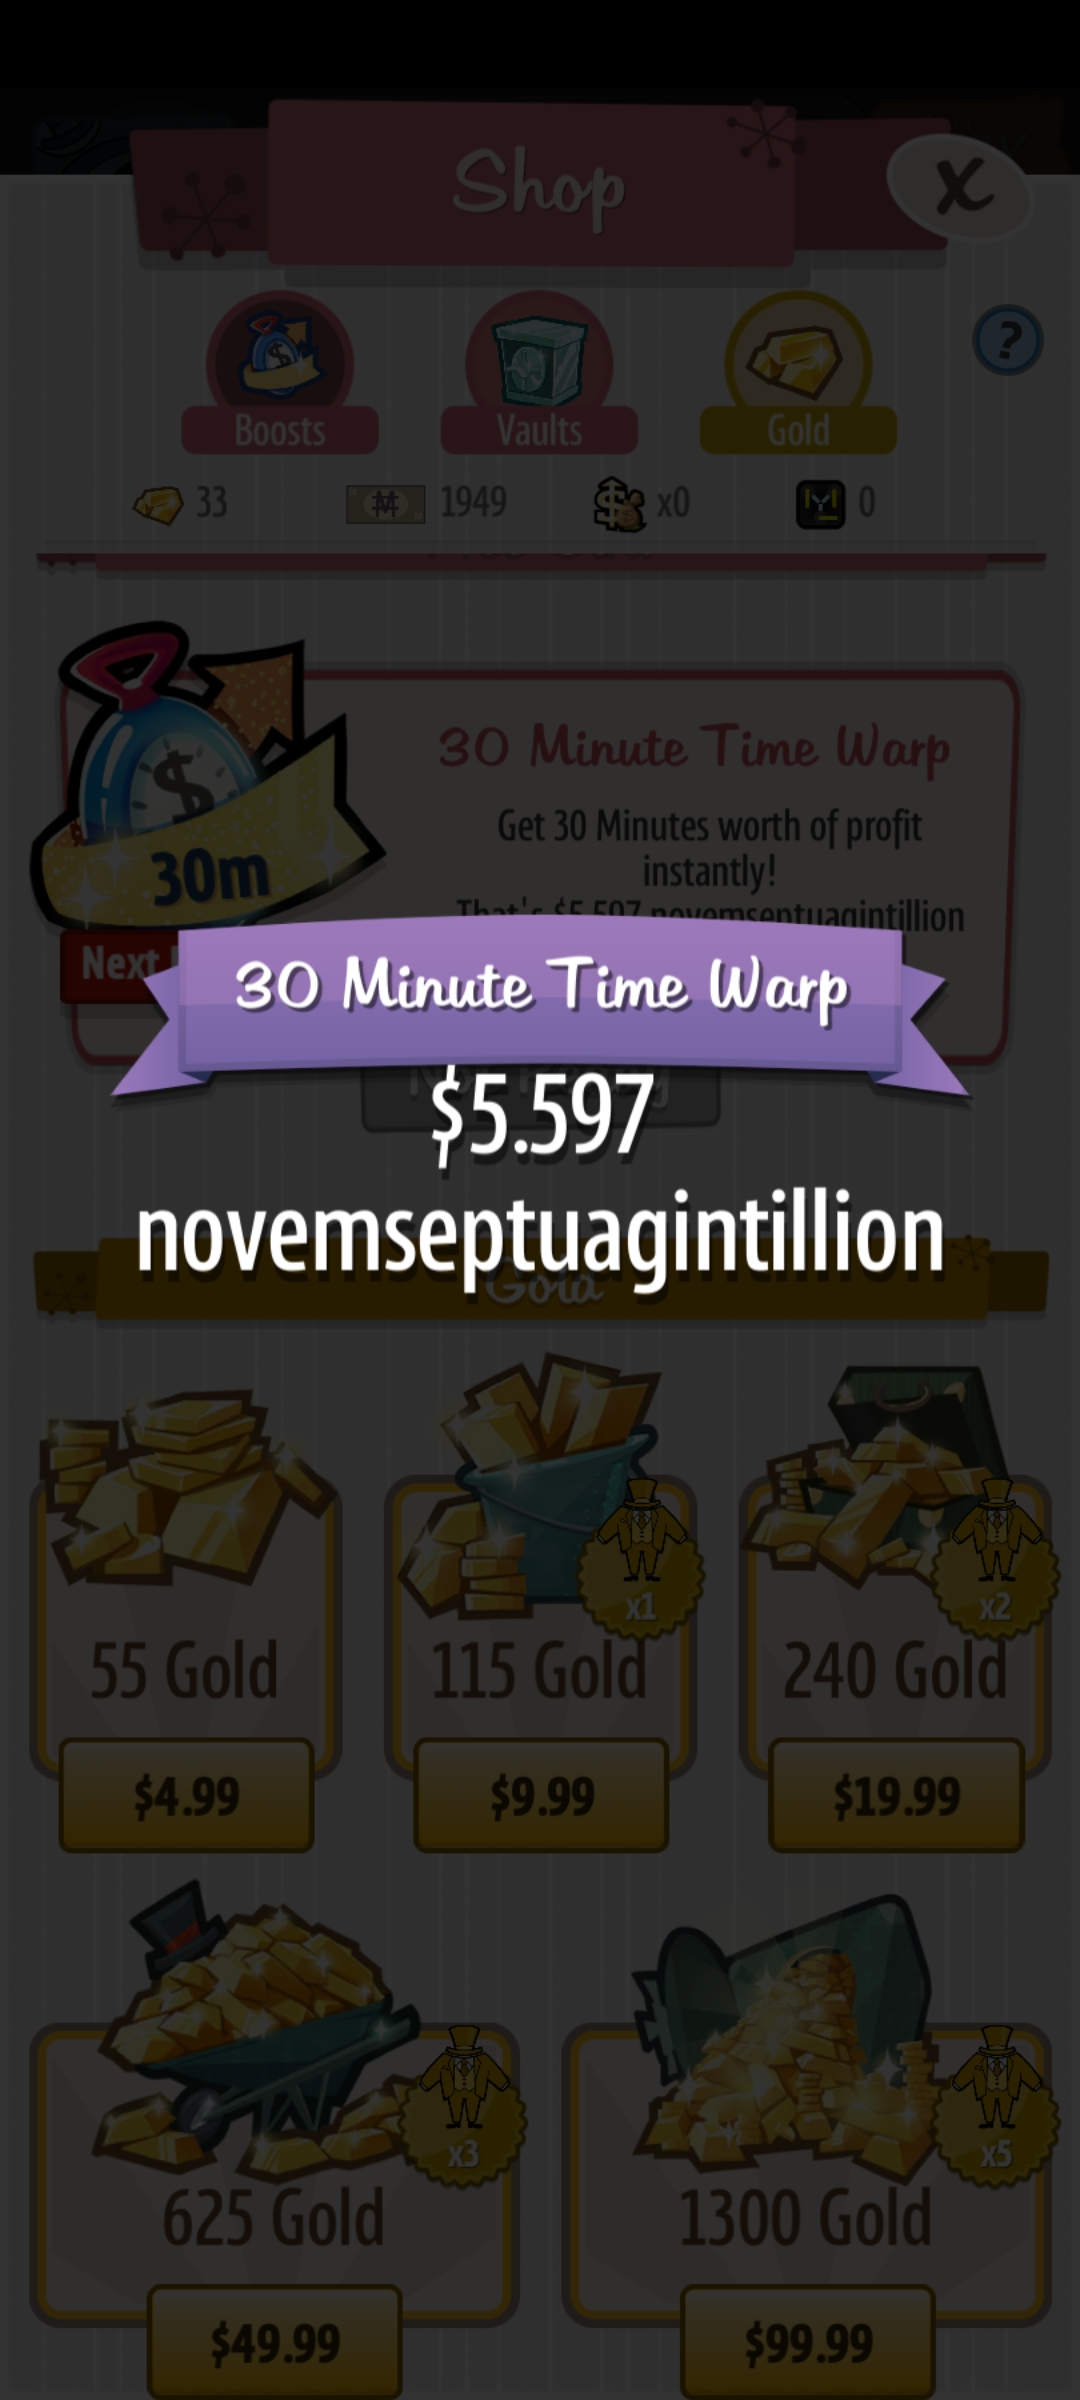 Shop
X
?
Boosts
Vaults
Gold
33
1949
x0
0
30 Minute Time Warp
Get 30 Minutes worth of profit
instantly!
That's $5.597 novemseptuagintillion
$
30m
Next
30 Minute Time Warp
$5.597
novemseptuagintillion
Gold
x1
x2
55 Gold
115 Gold
240 Gold
$4.99
$9.99
$19.99
x3
x5
625 Gold
1300 Gold
$49.99
$99.99